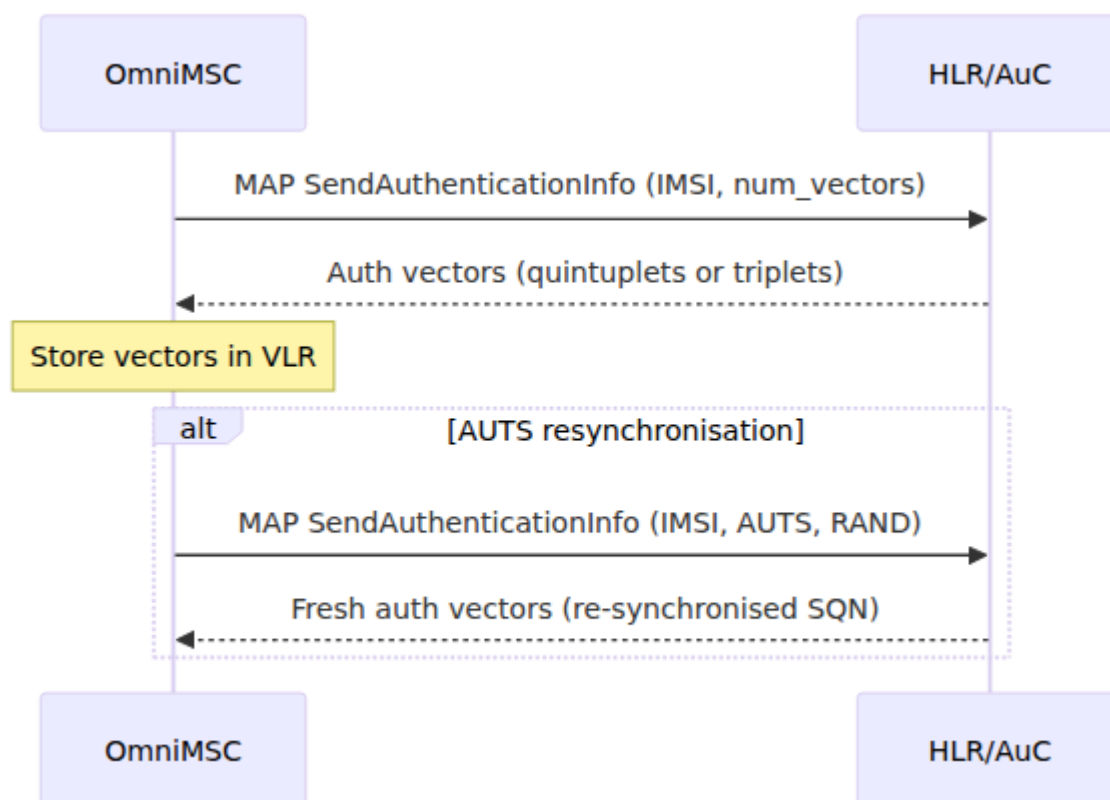 OmniMSC
HLR/AuC
MAP SendAuthenticationInfo (IMSI, num_vectors)
Auth vectors (quintuplets or triplets)
Store vectors in VLR
alt
[AUTS resynchronisation]
MAP SendAuthenticationInfo (IMSI, AUTS, RAND)
Fresh auth vectors (re-synchronised SQN)
OmniMSC
HLR/AuC